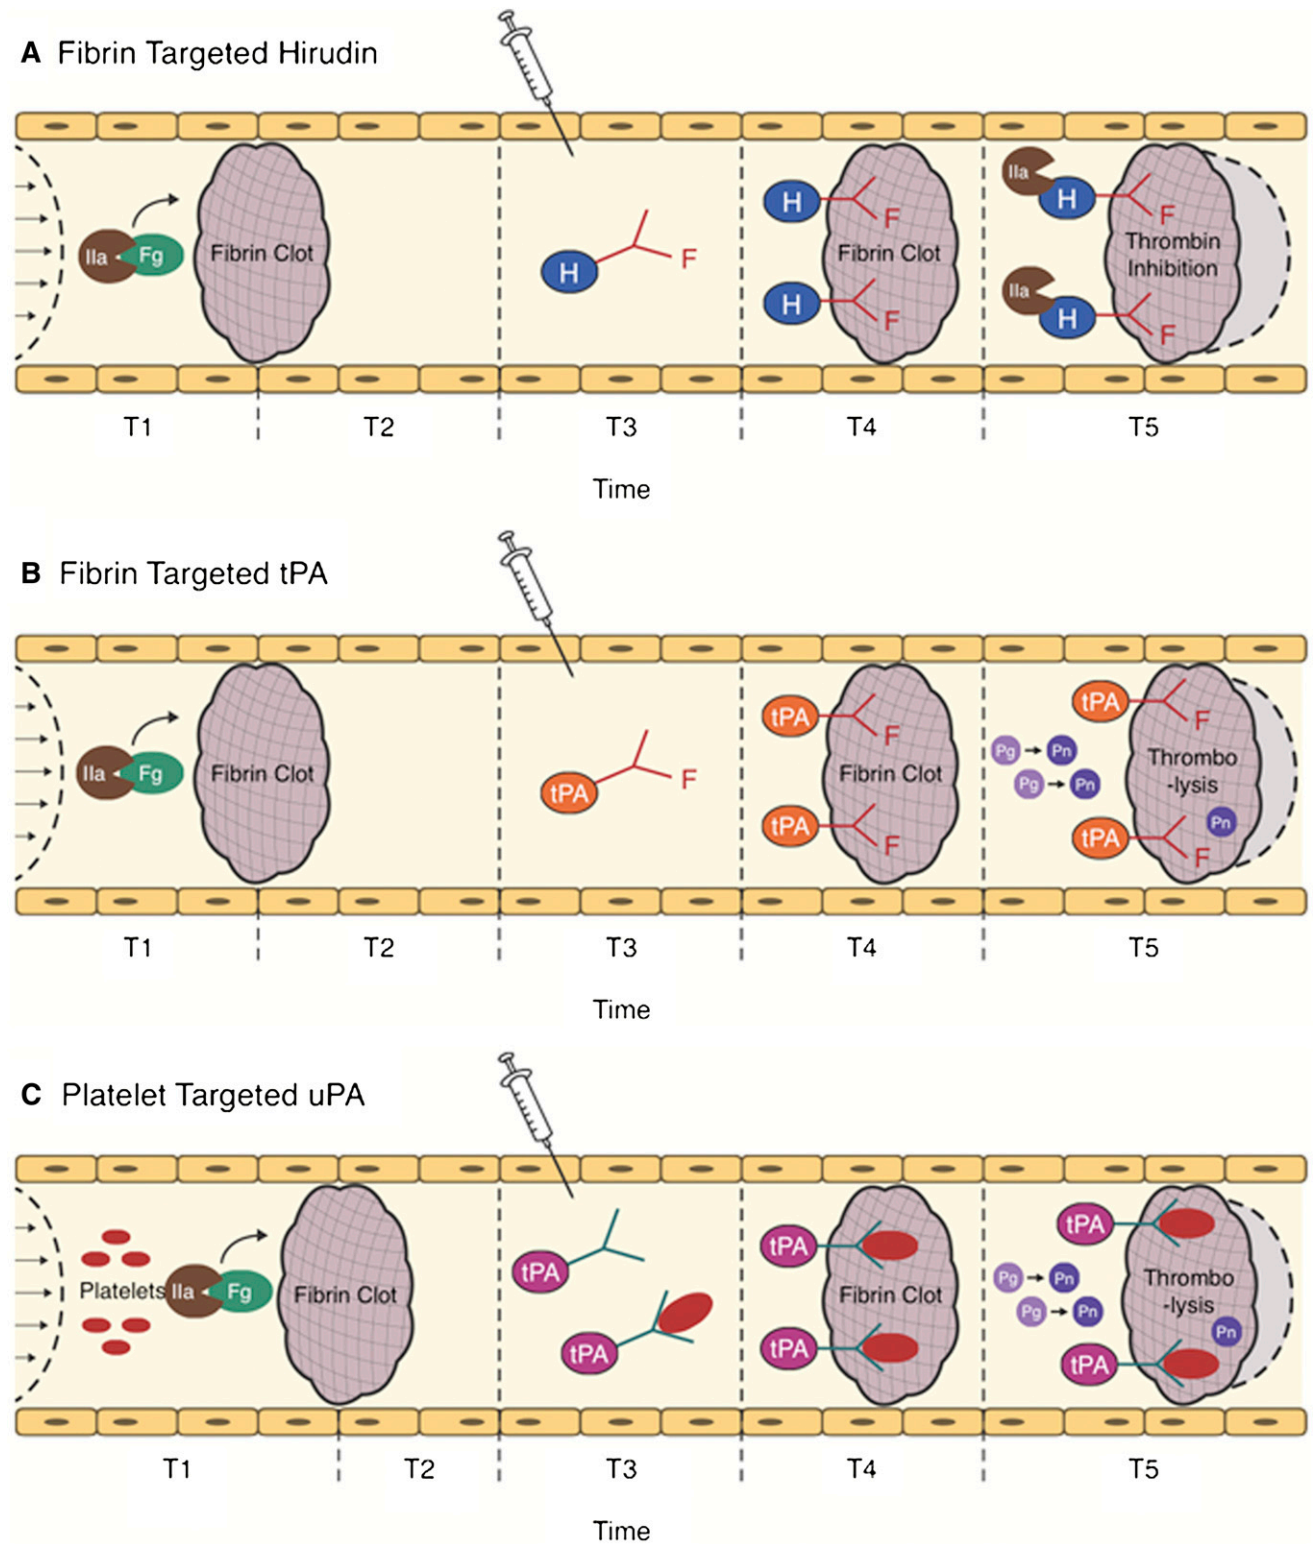 A Fibrin Targeted Hirudin
IIa Fg
Fibrin Clot
H F
H F
Fibrin Clot
H F
IIa H F
Thrombin
Inhibition
IIa H F
T1 T2 T3 T4 T5
Time
B Fibrin Targeted tPA
IIa Fg
Fibrin Clot
tPA F
tPA F
Fibrin Clot
tPA F
tPA F
Pg Pn
Pg Pn
Thrombo
-lysis
Pn
tPA F
T1 T2 T3 T4 T5
Time
C Platelet Targeted uPA
Platelets IIa Fg
Fibrin Clot
tPA
tPA
tPA
Fibrin Clot
tPA
tPA
Pg Pn
Pg Pn
Thrombo
-lysis
Pn
tPA
T1 T2 T3 T4 T5
Time